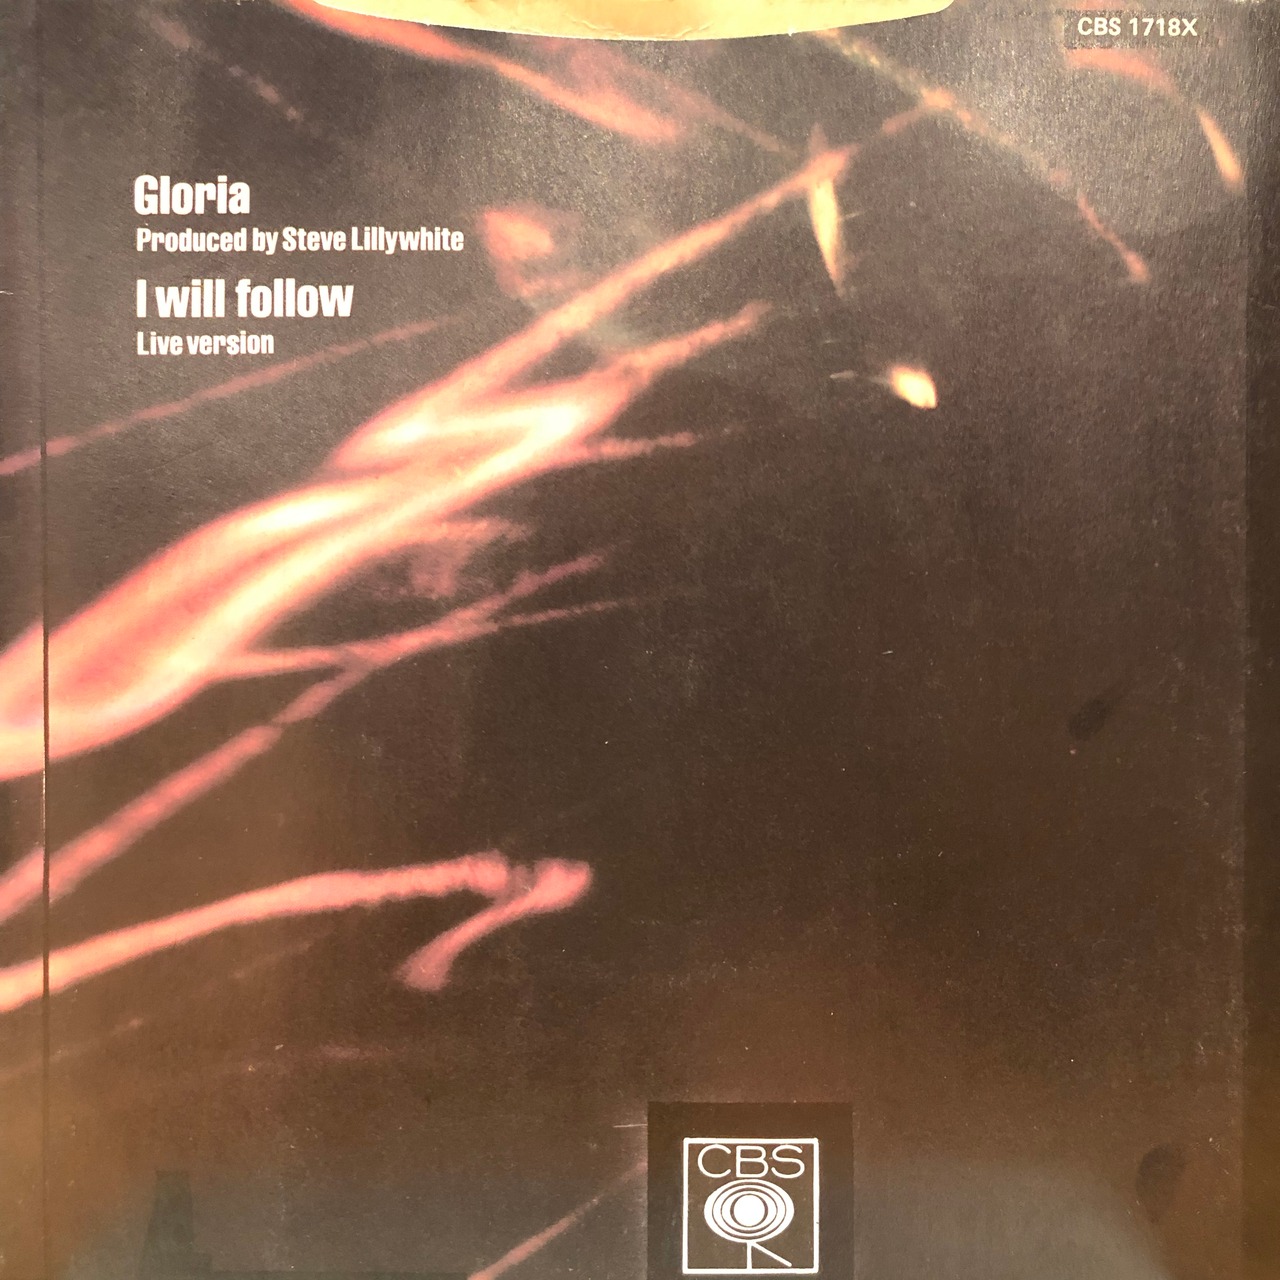 CBS 1718X
Gloria
Produced by Steve Lillywhite
I will follow
Live version
CBS